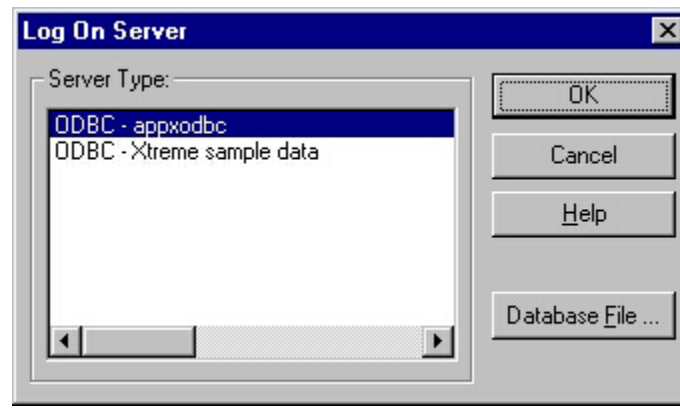 Log On Server
Server Type:
ODBC - appxodbc
ODBC - Xtreme sample data
OK
Cancel
Help
Database File ...